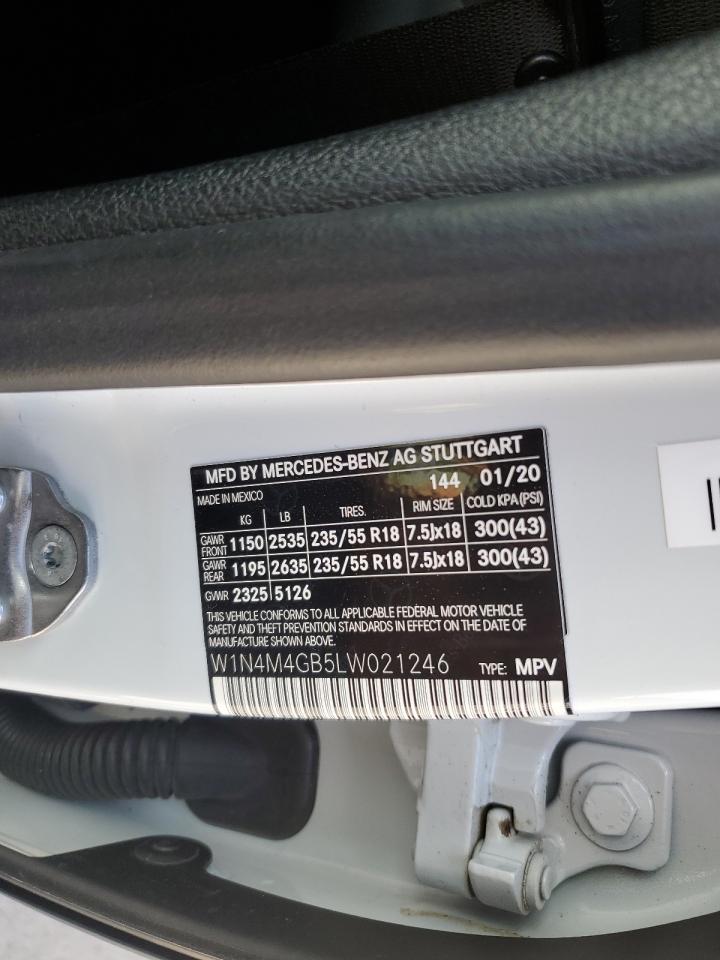 MFD BY MERCEDES-BENZ AG STUTTGART
MADE IN MEXICO 144 01/20
KG LB TIRES. RIM SIZE COLD KPA (PSI)
GAWR FRONT 1150 2535 235/55 R18 7.5Jx18 300(43)
GAWR REAR 1195 2635 235/55 R18 7.5Jx18 300(43)
GVWR 2325 5126
THIS VEHICLE CONFORMS TO ALL APPLICABLE FEDERAL MOTOR VEHICLE
SAFETY AND THEFT PREVENTION STANDARDS IN EFFECT ON THE DATE OF
MANUFACTURE SHOWN ABOVE.
W1N4M4GB5LW021246 TYPE: MPV